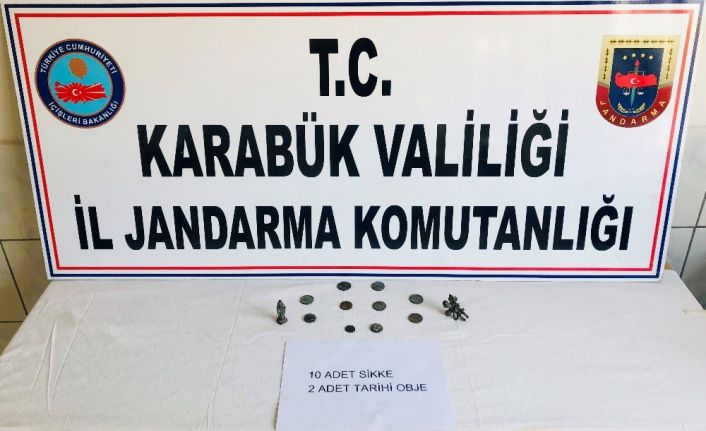 T.C.
KARABÜK VALİLİĞİ
İL JANDARMA KOMUTANLIĞI
TÜRKİYE CUMHURİYETİ
İÇİŞLERİ BAKANLIĞI
JANDARMA
10 ADET SİKKE
2 ADET TARİHİ OBJE